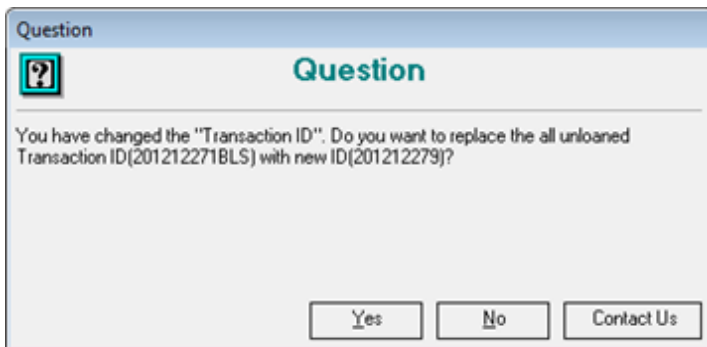 Question
Question
You have changed the "Transaction ID". Do you want to replace the all unloaned
Transaction ID(201212271BLS) with new ID(201212279)?
Yes No Contact Us